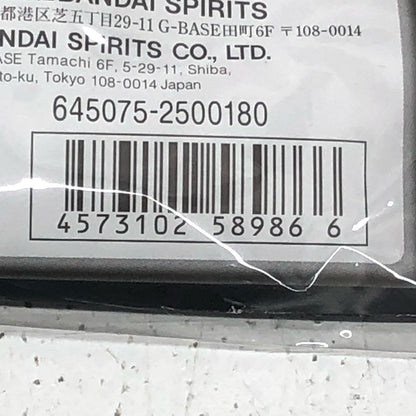 BANDAI SPIRITS
都港区芝五丁目29-11 G-BASE田町6F 〒108-0014
NDAI SPIRITS CO., LTD.
ASE Tamachi 6F, 5-29-11, Shiba,
to-ku, Tokyo 108-0014 Japan
645075-2500180
4573102 58986 6